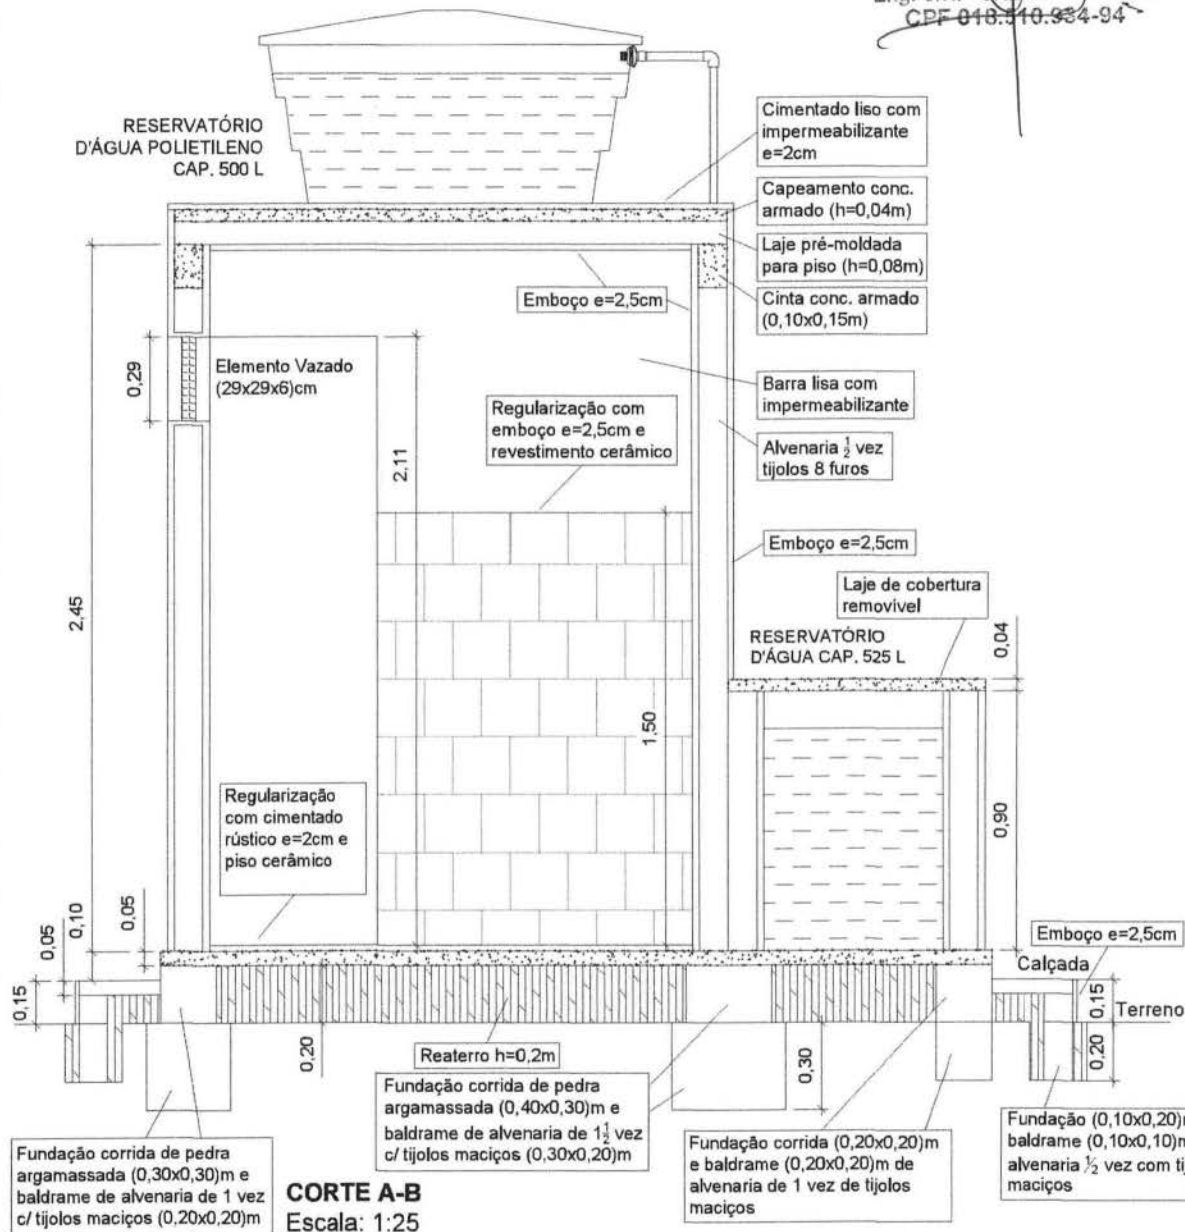 CPF 018.510.934-94
RESERVATÓRIO
D'ÁGUA POLIETILENO
CAP. 500 L
Cimentado liso com
impermeabilizante
e=2cm
Capeamento conc.
armado (h=0,04m)
Laje pré-moldada
para piso (h=0,08m)
Cinta conc. armado
(0,10x0,15m)
Emboço e=2,5cm
0,29
Elemento Vazado
(29x29x6)cm
2,11
Regularização com
emboço e=2,5cm e
revestimento cerâmico
Barra lisa com
impermeabilizante
Alvenaria ½ vez
tijolos 8 furos
Emboço e=2,5cm
2,45
Laje de cobertura
removivel
RESERVATÓRIO
D'ÁGUA CAP. 525 L
0,04
1,50
0,90
Regularização
com cimentado
rústico e=2cm e
piso cerâmico
0,05
0,10
0,05
0,15
Emboço e=2,5cm
Calçada
0,15
Terreno
0,20
0,20
Reaterro h=0,2m
0,30
Fundação corrida de pedra
argamassada (0,30x0,30)m e
baldrame de alvenaria de 1 vez
c/ tijolos maciços (0,20x0,20)m
Fundação corrida de pedra
argamassada (0,40x0,30)m e
baldrame de alvenaria de 1½ vez
c/ tijolos maciços (0,30x0,20)m
Fundação corrida (0,20x0,20)m
e baldrame (0,20x0,20)m de
alvenaria de 1 vez de tijolos
maciços
Fundação (0,10x0,20)
baldrame (0,10x0,10)
alvenaria ½ vez com
maciços
CORTE A-B
Escala: 1:25